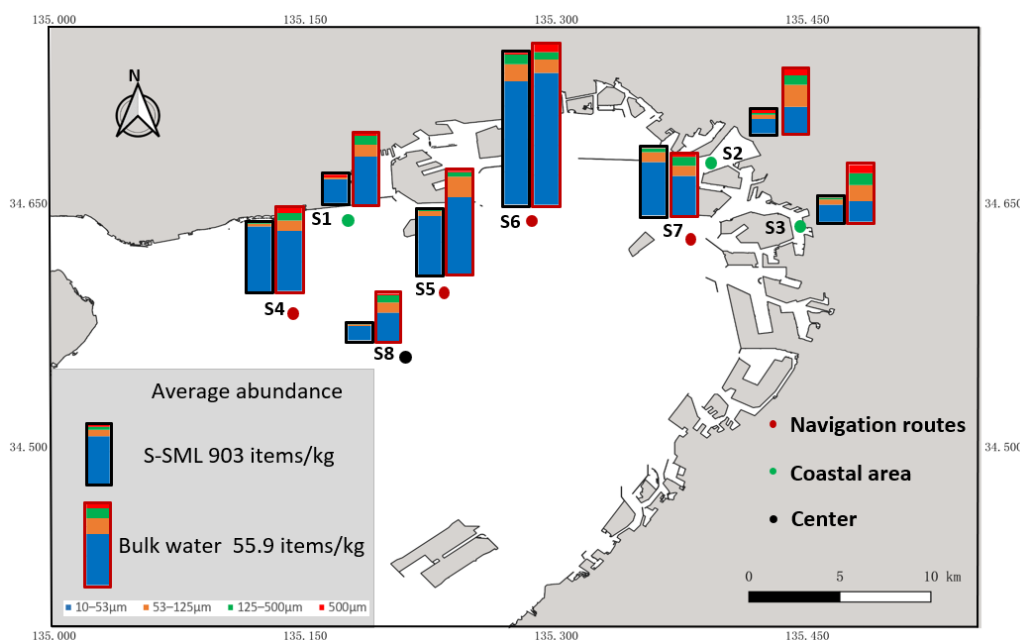 135.000 135.150 135.300 135.450
N
S2
34.650 34.650
S1
S6
S3
S7
S5
S4
S8
Average abundance
S-SML 903 items/kg
Bulk water 55.9 items/kg
10–53μm 53–125μm 125–500μm 500μm
Navigation routes
34.500 34.500
Coastal area
Center
0 5 10 km
135.000 135.150 135.300 135.450